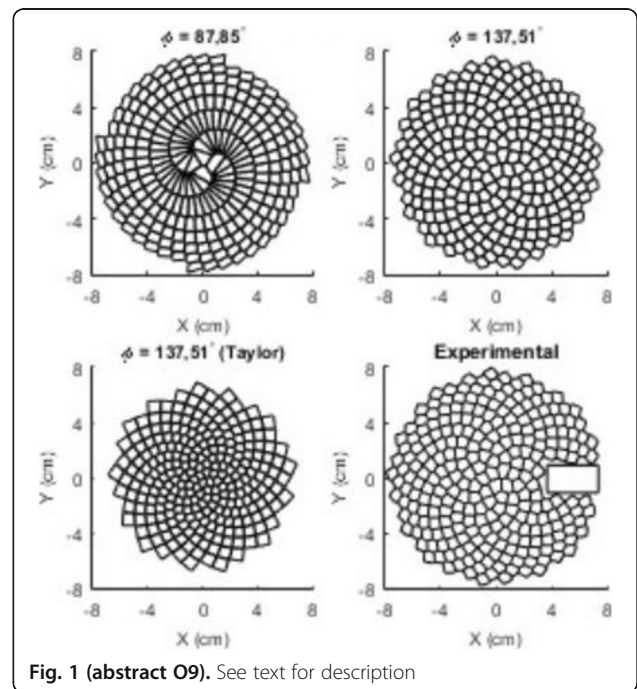 φ = 87,85°
8
4
0
-4
-8
Y (cm)
-8 -4 0 4 8
X (cm)
φ = 137,51°
8
4
0
-4
-8
Y (cm)
-8 -4 0 4 8
X (cm)
φ = 137,51° (Taylor)
8
4
0
-4
-8
Y (cm)
-8 -4 0 4 8
X (cm)
Experimental
8
4
0
-4
-8
Y (cm)
-8 -4 0 4 8
X (cm)
Fig. 1 (abstract O9). See text for description